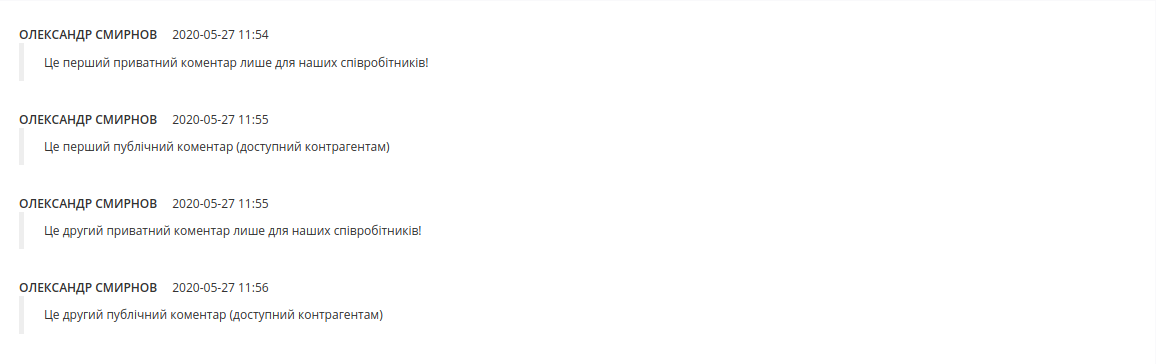 ОЛЕКСАНДР СМИРНОВ 2020-05-27 11:54
Це перший приватний коментар лише для наших співробітників!
ОЛЕКСАНДР СМИРНОВ 2020-05-27 11:55
Це перший публічний коментар (доступний контрагентам)
ОЛЕКСАНДР СМИРНОВ 2020-05-27 11:55
Це другий приватний коментар лише для наших співробітників!
ОЛЕКСАНДР СМИРНОВ 2020-05-27 11:56
Це другий публічний коментар (доступний контрагентам)